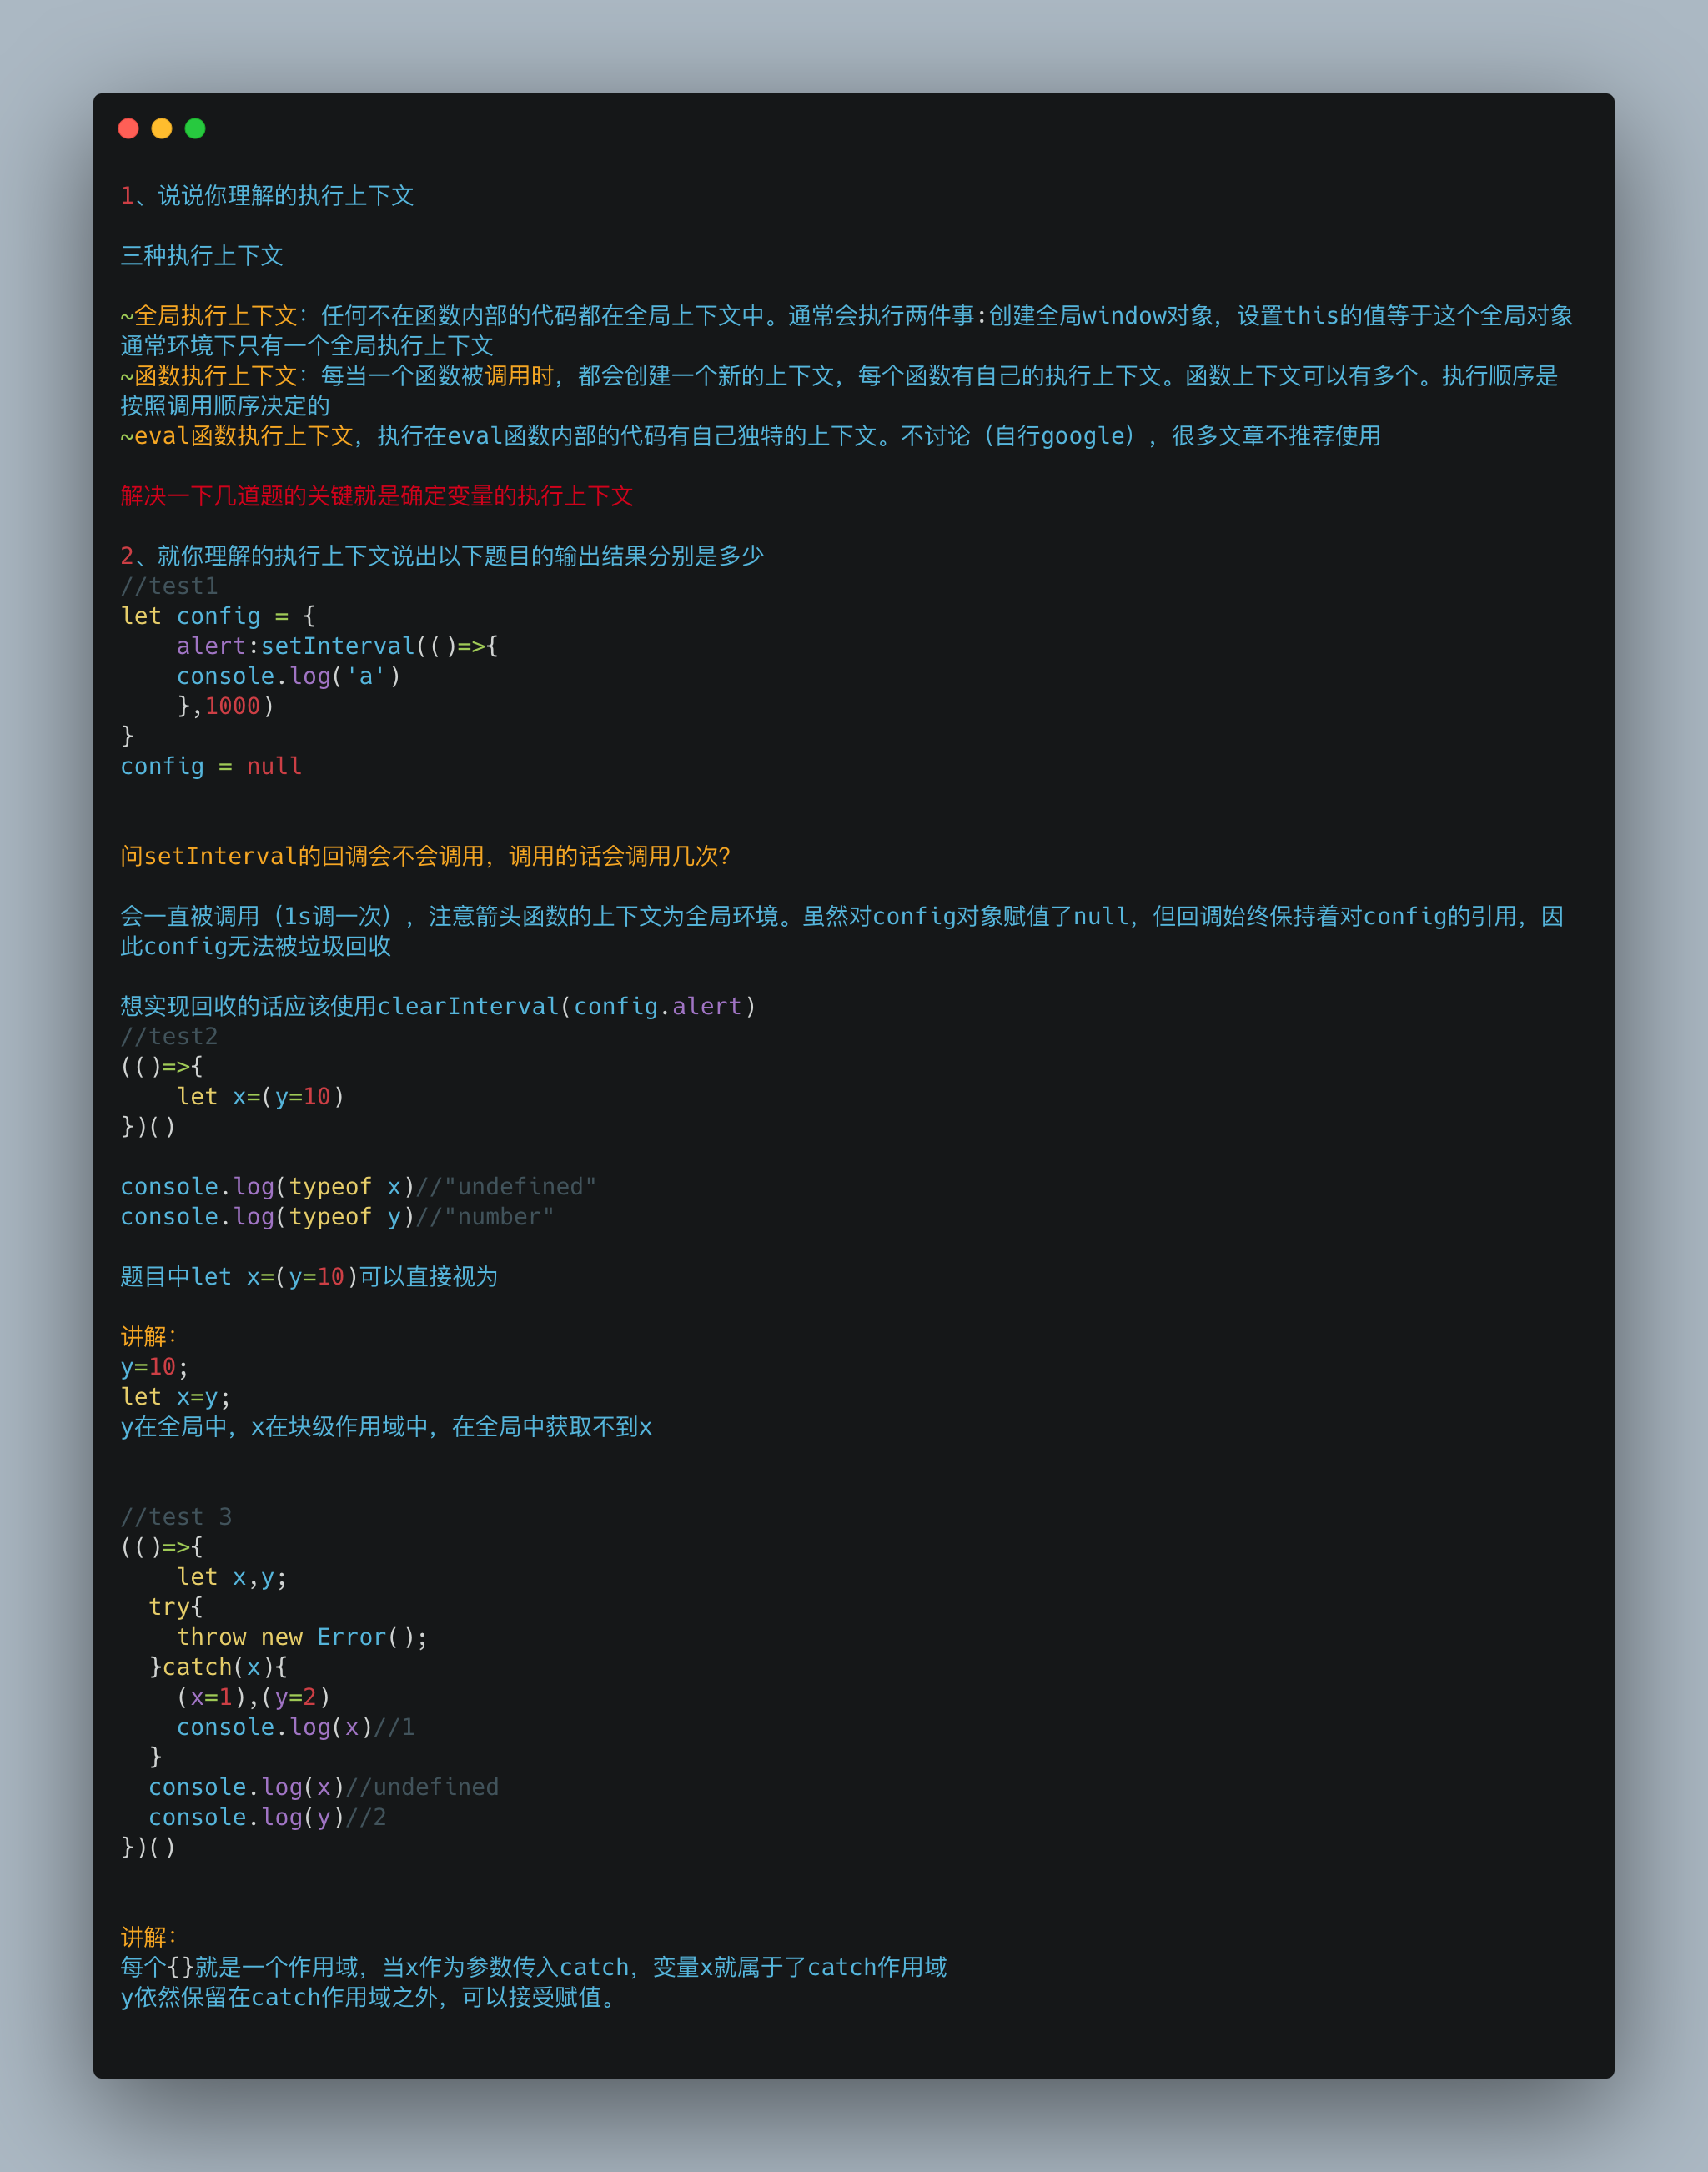 1、说说你理解的执行上下文
三种执行上下文
~全局执行上下文：任何不在函数内部的代码都在全局上下文中。通常会执行两件事:创建全局window对象，设置this的值等于这个全局对象
通常环境下只有一个全局执行上下文
~函数执行上下文：每当一个函数被调用时，都会创建一个新的上下文，每个函数有自己的执行上下文。函数上下文可以有多个。执行顺序是
按照调用顺序决定的
~eval函数执行上下文，执行在eval函数内部的代码有自己独特的上下文。不讨论（自行google），很多文章不推荐使用
解决一下几道题的关键就是确定变量的执行上下文
2、就你理解的执行上下文说出以下题目的输出结果分别是多少
//test1
let config = {
    alert:setInterval(()=>{
    console.log('a')
    },1000)
}
config = null
问setInterval的回调会不会调用，调用的话会调用几次？
会一直被调用（1s调一次），注意箭头函数的上下文为全局环境。虽然对config对象赋值了null，但回调始终保持着对config的引用，因
此config无法被垃圾回收
想实现回收的话应该使用clearInterval(config.alert)
//test2
(()=>{
    let x=(y=10)
})()
console.log(typeof x)//"undefined"
console.log(typeof y)//"number"
题目中let x=(y=10)可以直接视为
讲解：
y=10;
let x=y;
y在全局中，x在块级作用域中，在全局中获取不到x
//test 3
(()=>{
    let x,y;
  try{
    throw new Error();
  }catch(x){
    (x=1),(y=2)
    console.log(x)//1
  }
  console.log(x)//undefined
  console.log(y)//2
})()
讲解：
每个{}就是一个作用域，当x作为参数传入catch，变量x就属于了catch作用域
y依然保留在catch作用域之外，可以接受赋值。